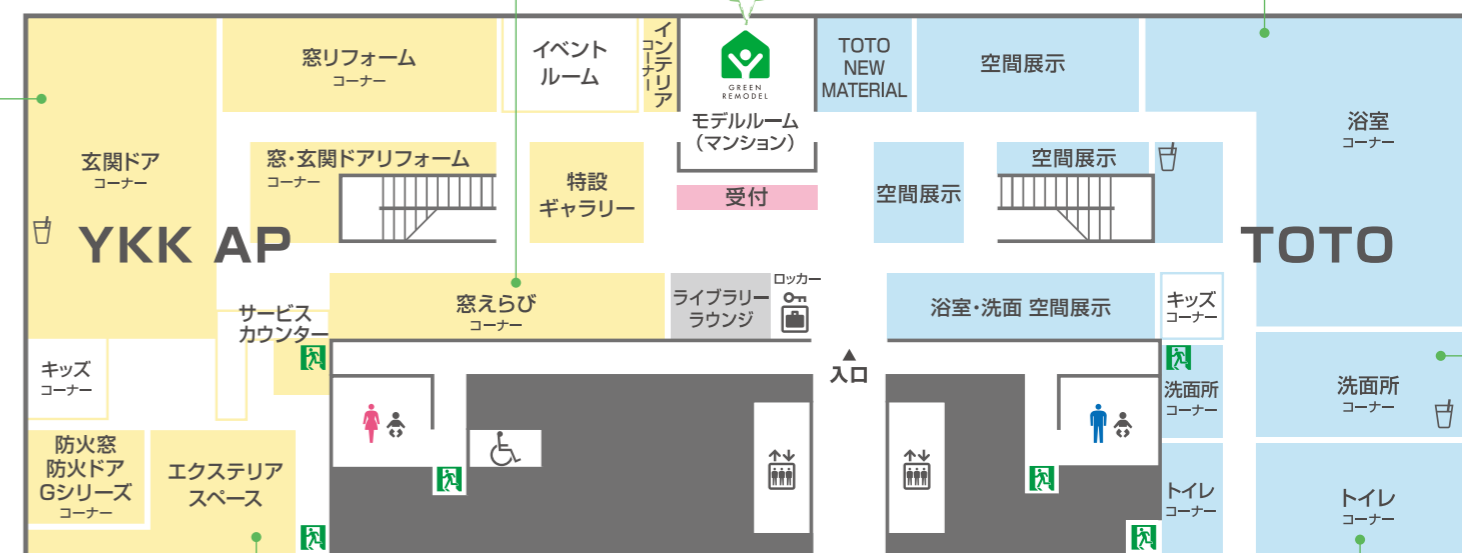 窓リフォーム
コーナー
イベント
ルーム
インテリア
コーナー
GREEN
REMODEL
モデルルーム
（マンション）
TOTO
NEW
MATERIAL
空間展示
浴室
コーナー
玄関ドア
コーナー
窓・玄関ドアリフォーム
コーナー
特設
ギャラリー
受付
空間展示
空間展示
YKK AP
TOTO
サービス
カウンター
窓えらび
コーナー
ライブラリー
ラウンジ
ロッカー
浴室・洗面 空間展示
キッズ
コーナー
キッズ
コーナー
▲
入口
洗面所
コーナー
洗面所
コーナー
防火窓
防火ドア
Gシリーズ
コーナー
エクステリア
スペース
トイレ
コーナー
トイレ
コーナー